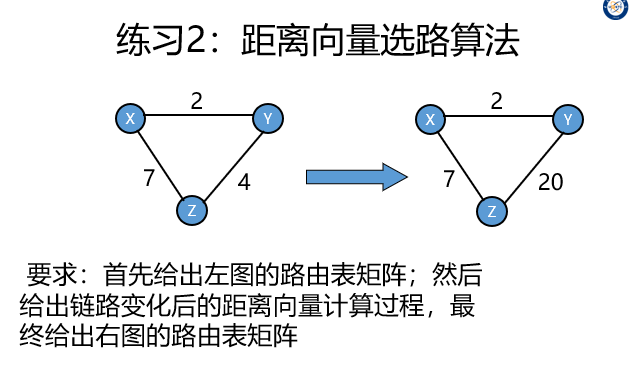 练习2：距离向量选路算法
2
2
X
Y
X
Y
7
4
7
20
Z
Z
要求：首先给出左图的路由表矩阵；然后
给出链路变化后的距离向量计算过程，最
终给出右图的路由表矩阵